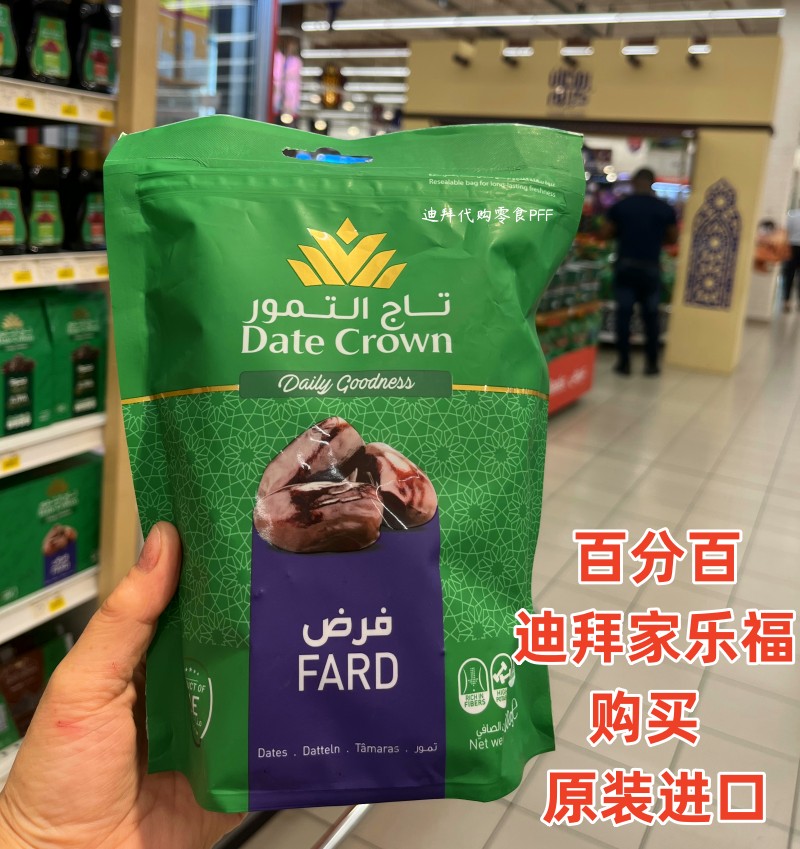 Resealable bag for long-lasting freshness
迪拜代购零食PFF
تاج التمور
Date Crown
Daily Goodness
فرض
FARD
RICH IN
FIBERS
الصافي
Net we
Dates . Datteln . Tâmaras . تمور
FARD
百分百
迪拜家乐福
购买
原装进口